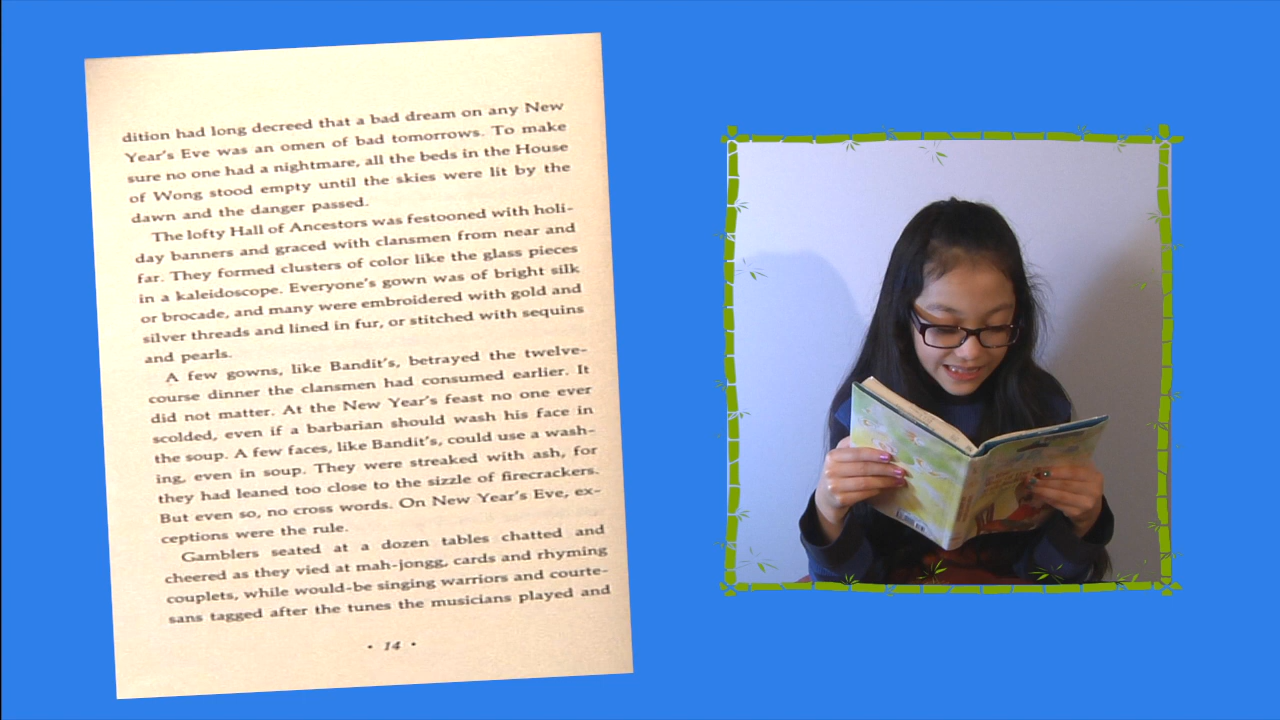 dition had long decreed that a bad dream on any New
Year's Eve was an omen of bad tomorrows. To make
sure no one had a nightmare, all the beds in the House
of Wong stood empty until the skies were lit by the
dawn and the danger passed.
The lofty Hall of Ancestors was festooned with holi-
day banners and graced with clansmen from near and
far. They formed clusters of color like the glass pieces
in a kaleidoscope. Everyone's gown was of bright silk
or brocade, and many were embroidered with gold and
silver threads and lined in fur, or stitched with sequins
and pearls.
A few gowns, like Bandit's, betrayed the twelve-
course dinner the clansmen had consumed earlier. It
did not matter. At the New Year's feast no one ever
scolded, even if a barbarian should wash his face in
the soup. A few faces, like Bandit's, could use a wash-
ing, even in soup. They were streaked with ash, for
they had leaned too close to the sizzle of firecrackers.
But even so, no cross words. On New Year's Eve, ex-
ceptions were the rule.
Gamblers seated at a dozen tables chatted and
cheered as they vied at mah-jongg, cards and rhyming
couplets, while would-be singing warriors and courte-
sans tagged after the tunes the musicians played and
• 14 •